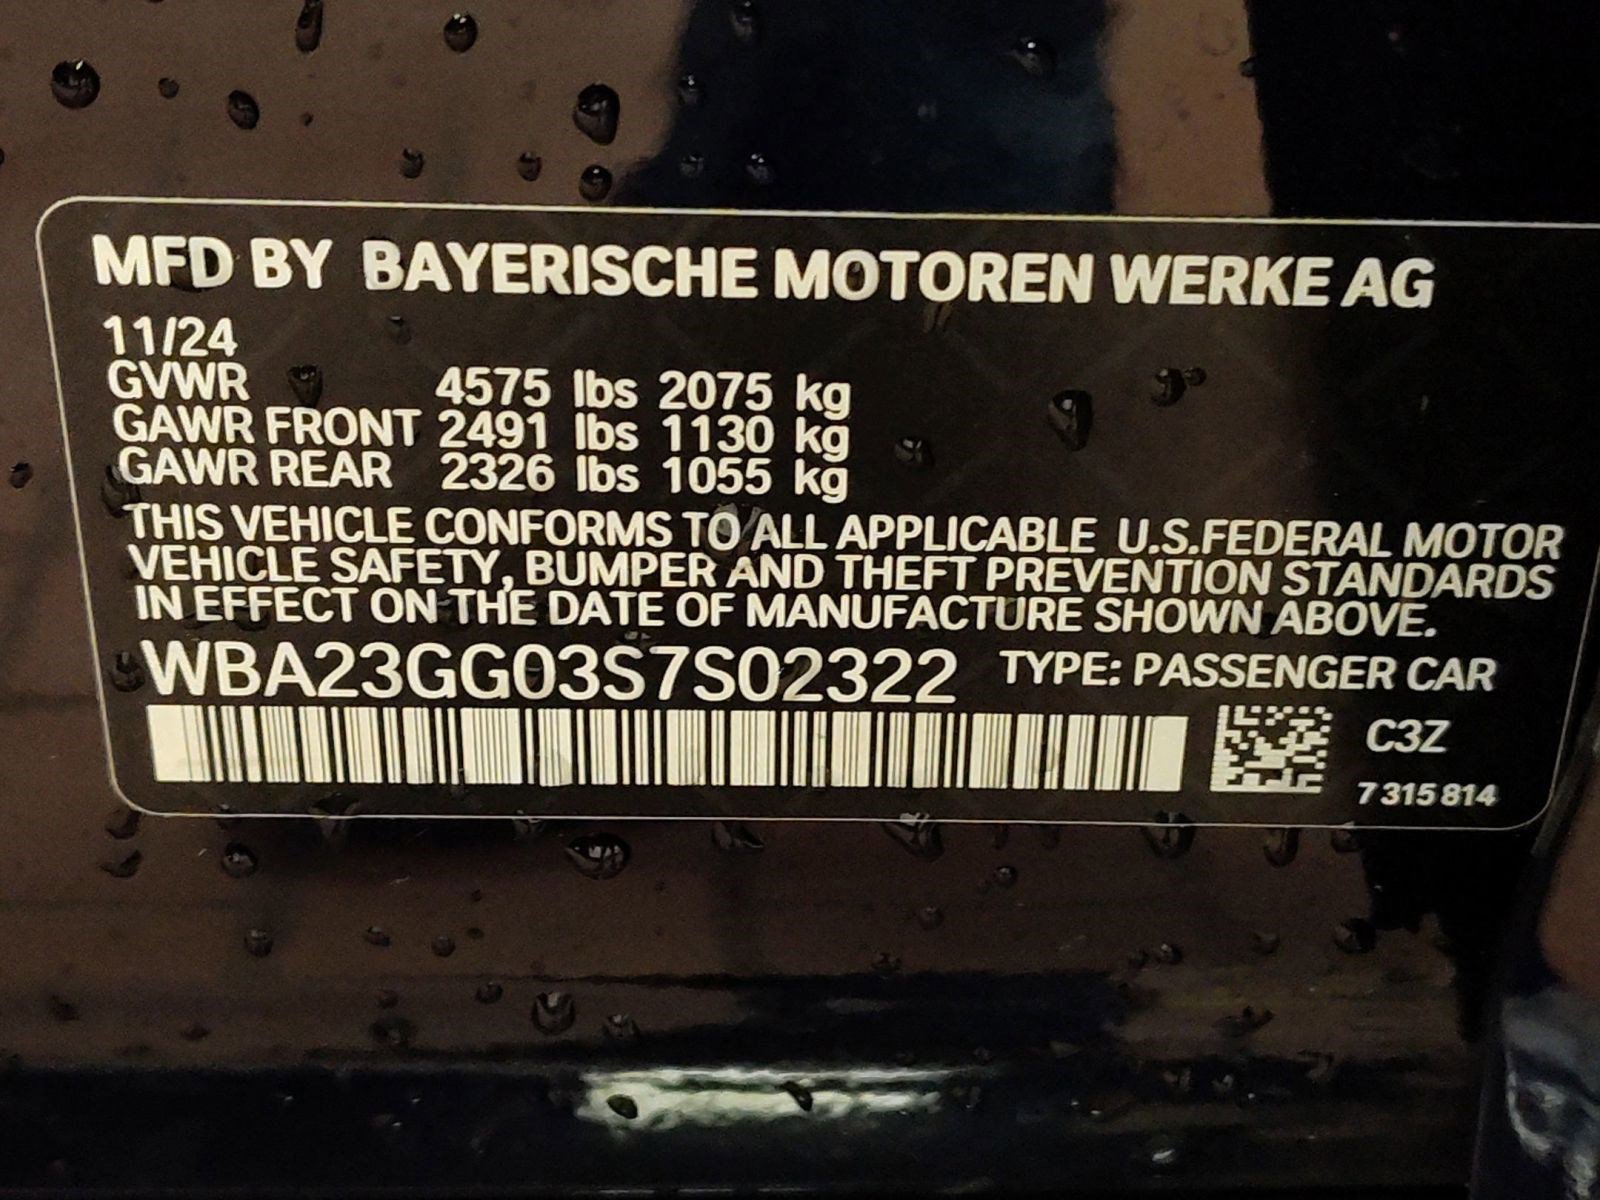 MFD BY BAYERISCHE MOTOREN WERKE AG
11/24
GVWR 4575 lbs 2075 kg
GAWR FRONT 2491 lbs 1130 kg
GAWR REAR 2326 lbs 1055 kg
THIS VEHICLE CONFORMS TO ALL APPLICABLE U.S.FEDERAL MOTOR
VEHICLE SAFETY, BUMPER AND THEFT PREVENTION STANDARDS
IN EFFECT ON THE DATE OF MANUFACTURE SHOWN ABOVE.
WBA23GG03S7S02322 TYPE: PASSENGER CAR
C3Z
7 315 814